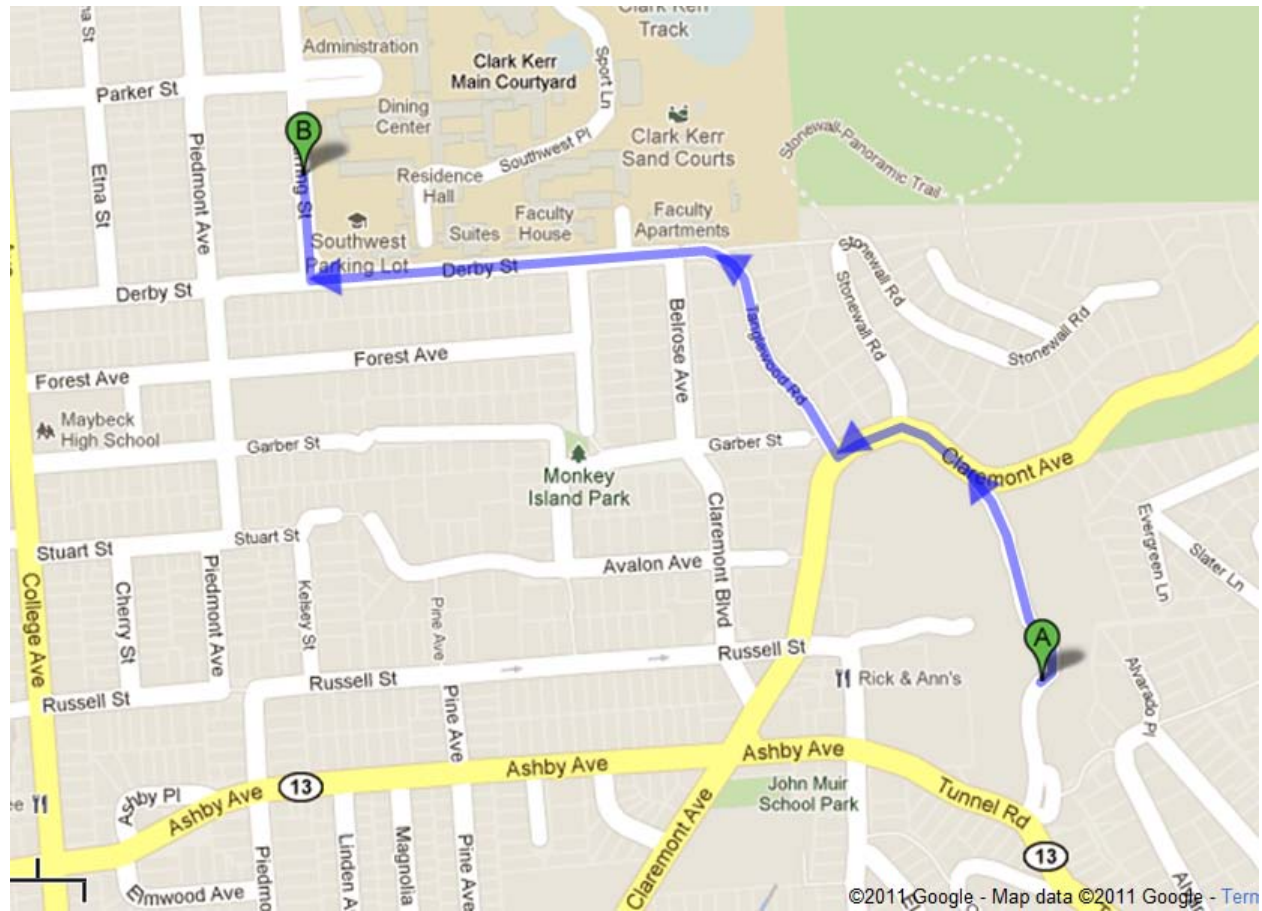 Clark Kerr
Track
Administration
Clark Kerr
Main Courtyard
Sport Ln
Parker St
Dining
Center
B
Clark Kerr
Sand Courts
Southwest Pl
Stonewall-Panoramic Trail
Etna St
Piedmont Ave
Residence
Hall
Southwest
Parking Lot
Suites
Faculty
House
Faculty
Apartments
Derby St
Derby St
Stonewall Rd
Stonewall Rd
Stonewall Rd
Tanglewood Rd
Belrose Ave
Forest Ave
Forest Ave
Maybeck
High School
Garber St
Garber St
Monkey
Island Park
Claremont Ave
Claremont Blvd
Evergreen Ln
Slater Ln
Stuart St
Stuart St
Avalon Ave
College Ave
Cherry St
Piedmont Ave
Kelsey St
Pine Ave
A
Russell St
Russell St
Russell St
Rick & Ann's
Alvarado Pl
Pine Ave
Ashby Ave
Ashby Ave
Ashby Ave
13
Ashby Pl
John Muir
School Park
Tunnel Rd
13
Elmwood Ave
Linden A
Magnolia
Pine Ave
Claremont Ave
©2011 Google - Map data ©2011 Google - Term